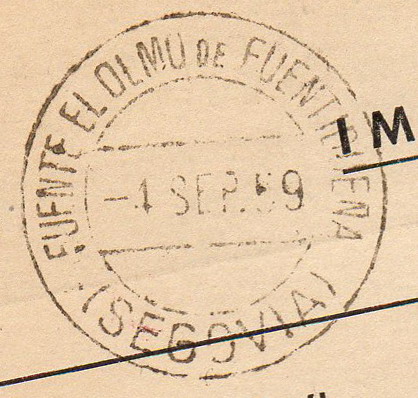 FUENTE EL OLMO DE FUENTIDUEÑA
-1 SEP. 59
(SEGOVIA)
IM